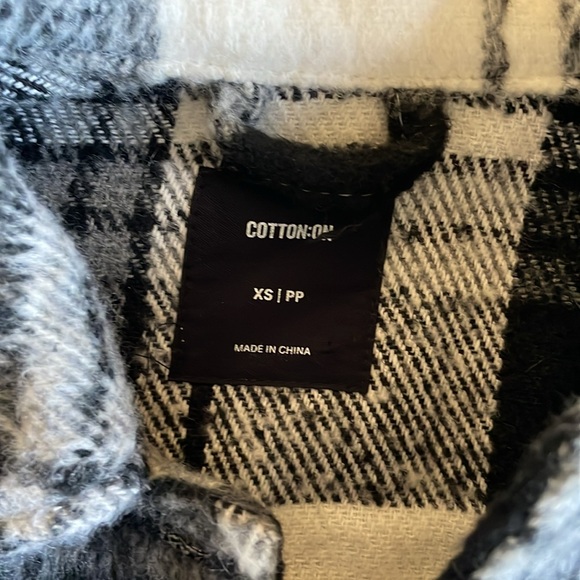 COTTON:ON
XS | PP
MADE IN CHINA